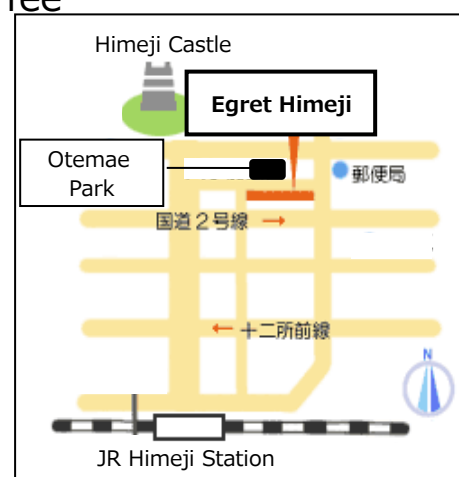 ree
Himeji Castle
Egret Himeji
Otemae
Park
郵便局
国道２号線 →
← 十二所前線
N
JR Himeji Station